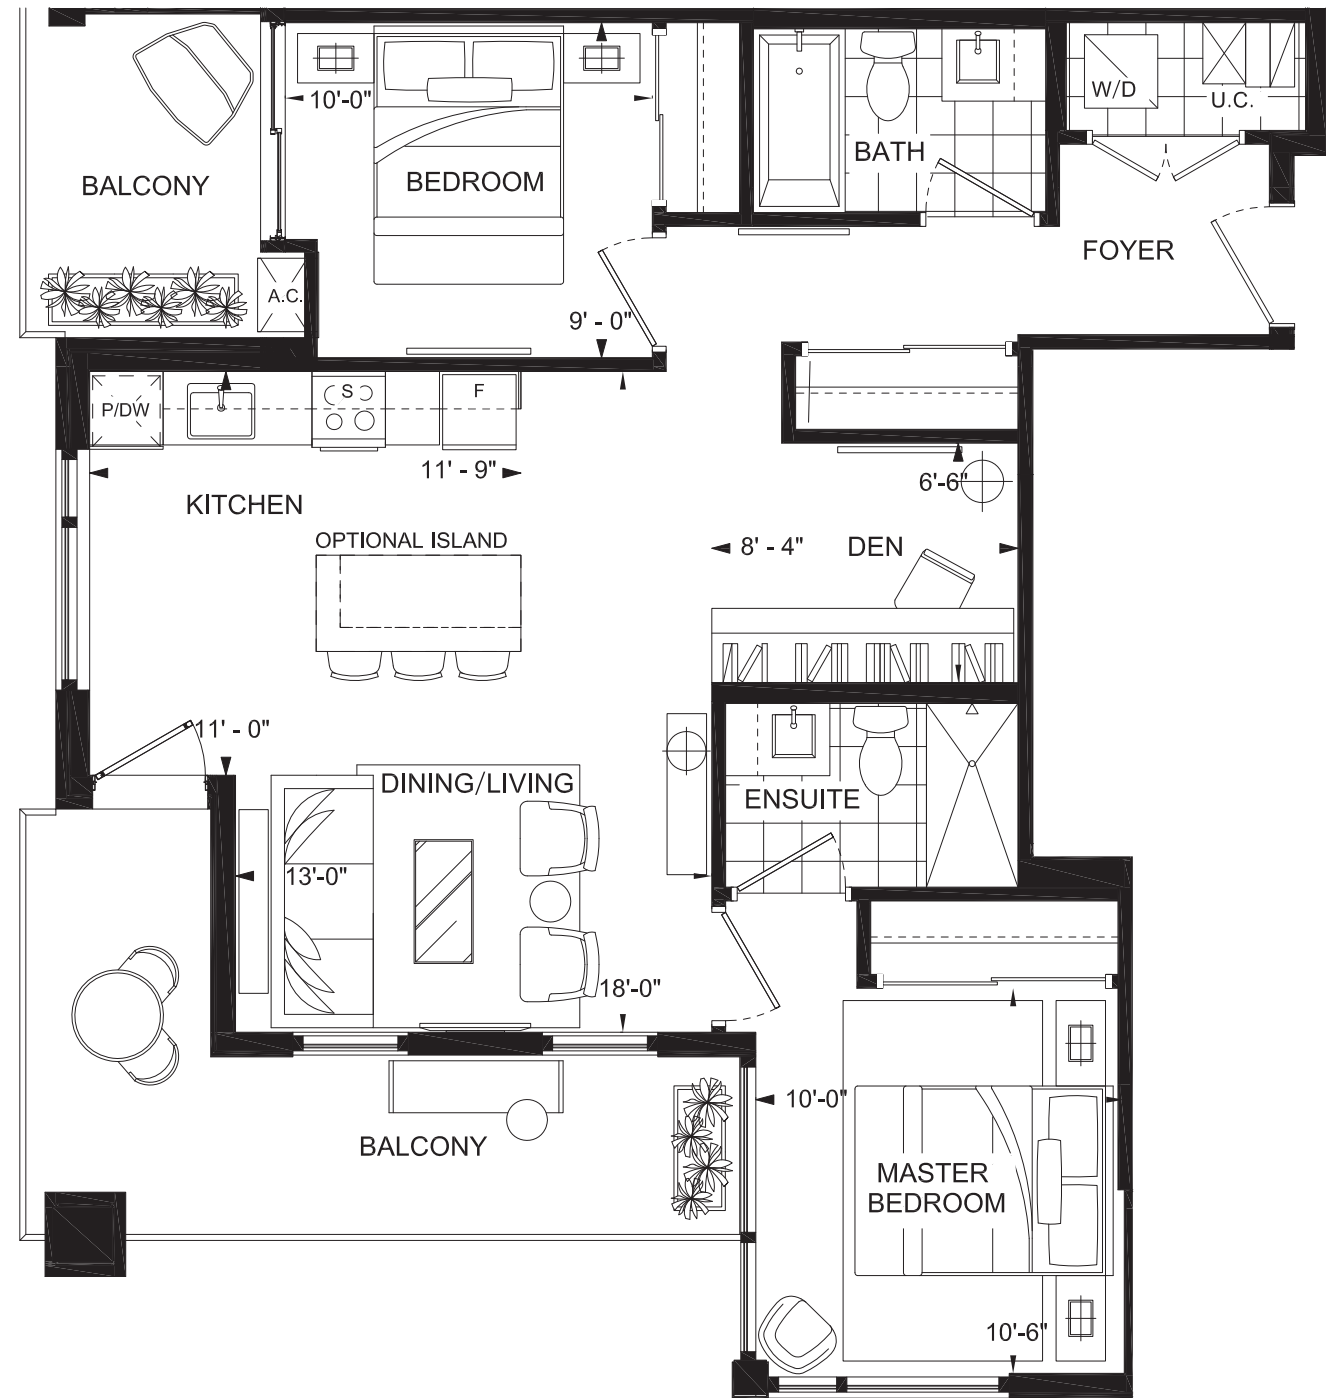 10'-0"
W/D
U.C.
BATH
BALCONY
BEDROOM
FOYER
A.C.
9' - 0"
P/DW
S
F
11' - 9"
KITCHEN
6'-6"
OPTIONAL ISLAND
8' - 4"
DEN
11' - 0"
DINING/LIVING
ENSUITE
13'-0"
18'-0"
10'-0"
BALCONY
MASTER
BEDROOM
10'-6"